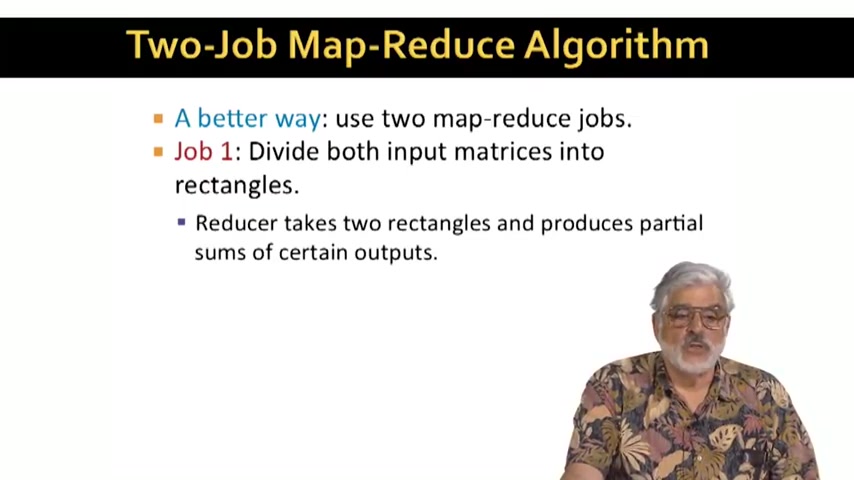 Two-Job Map-Reduce Algorithm
A better way: use two map-reduce jobs.
Job 1: Divide both input matrices into
rectangles.
Reducer takes two rectangles and produces partial
sums of certain outputs.